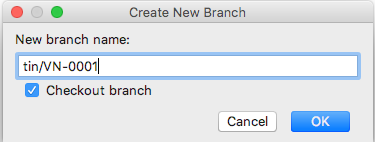 Create New Branch
New branch name:
tin/VN-0001
Checkout branch
Cancel OK